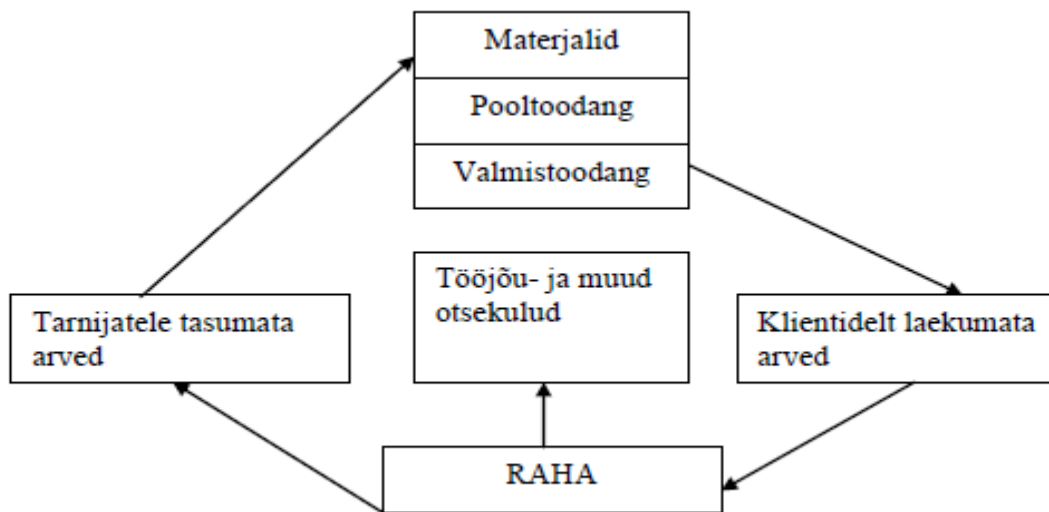 Materjalid
Pooltoodang
Valmistoodang
Tööjõu- ja muud
otsekulud
Tarnijatele tasumata
arved
Klientidelt laekumata
arved
RAHA